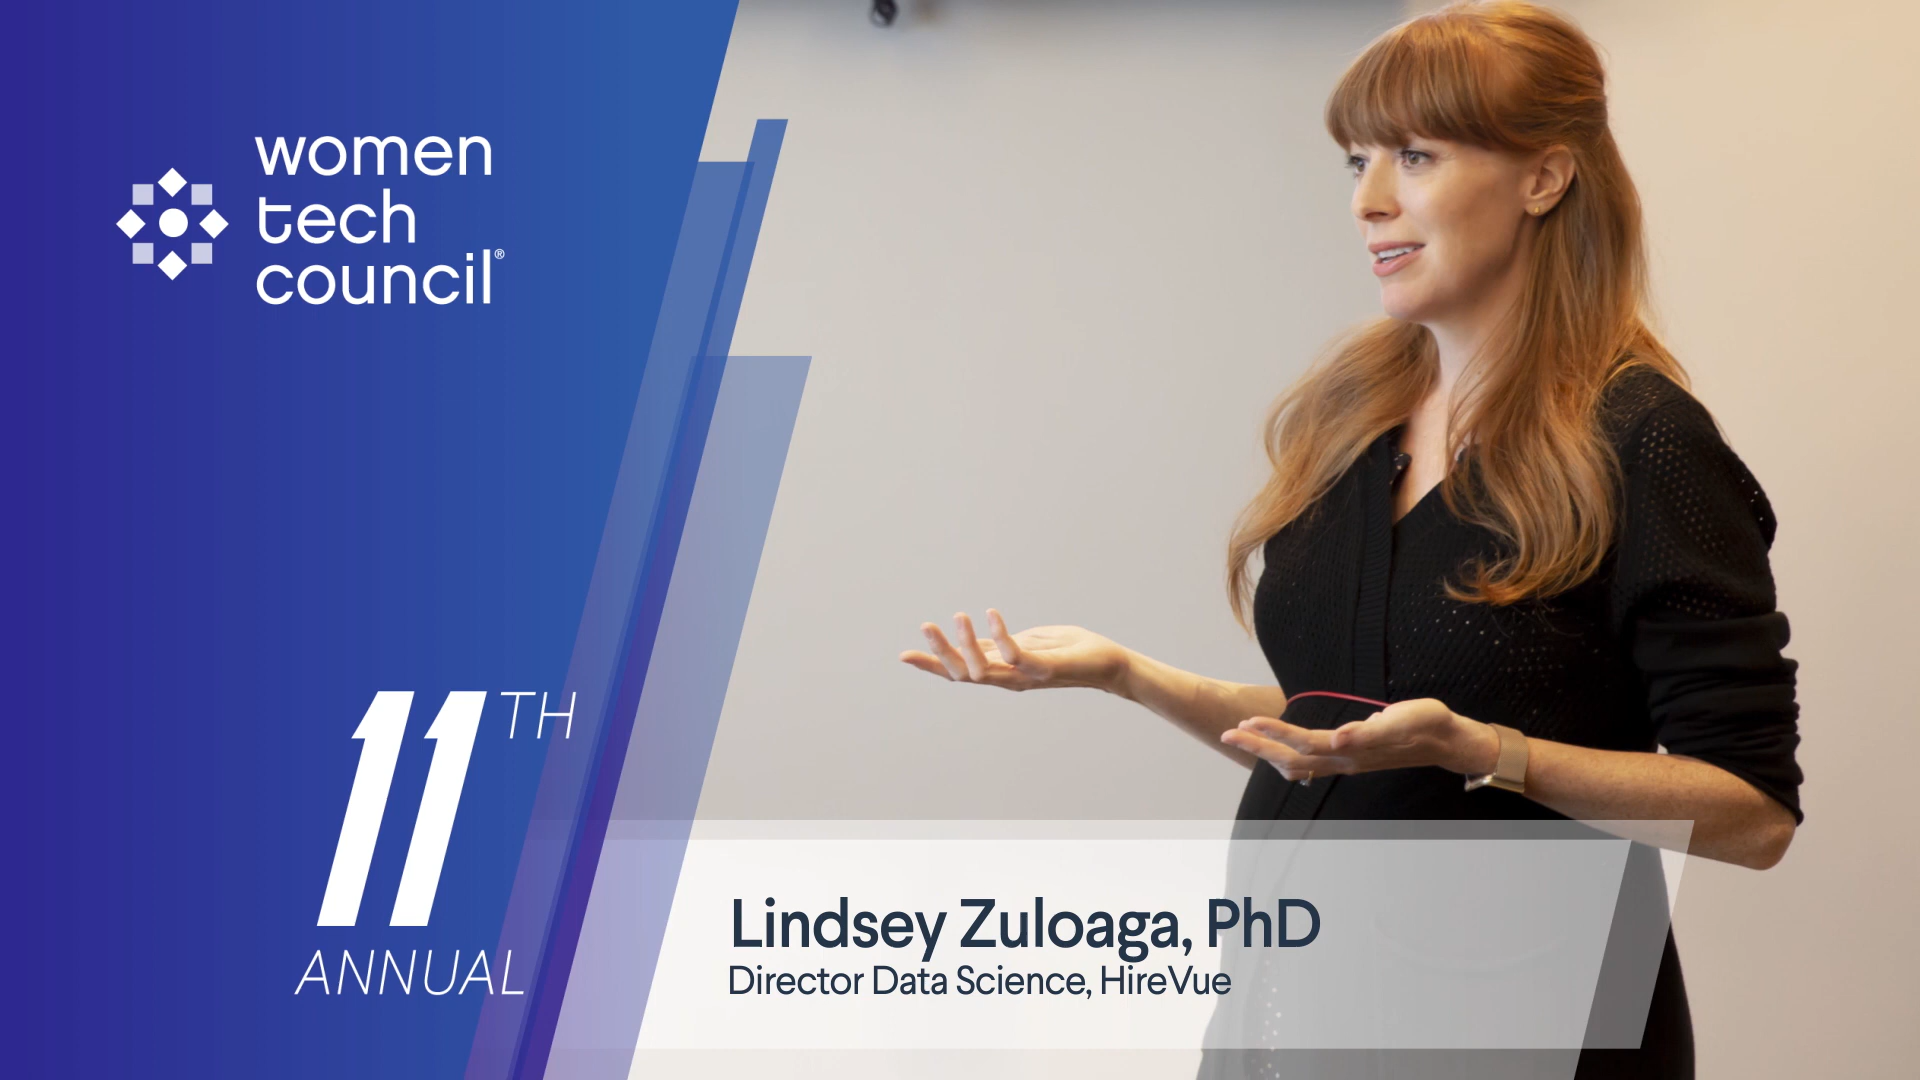 women
tech
council®
11TH
ANNUAL
Lindsey Zuloaga, PhD
Director Data Science, HireVue